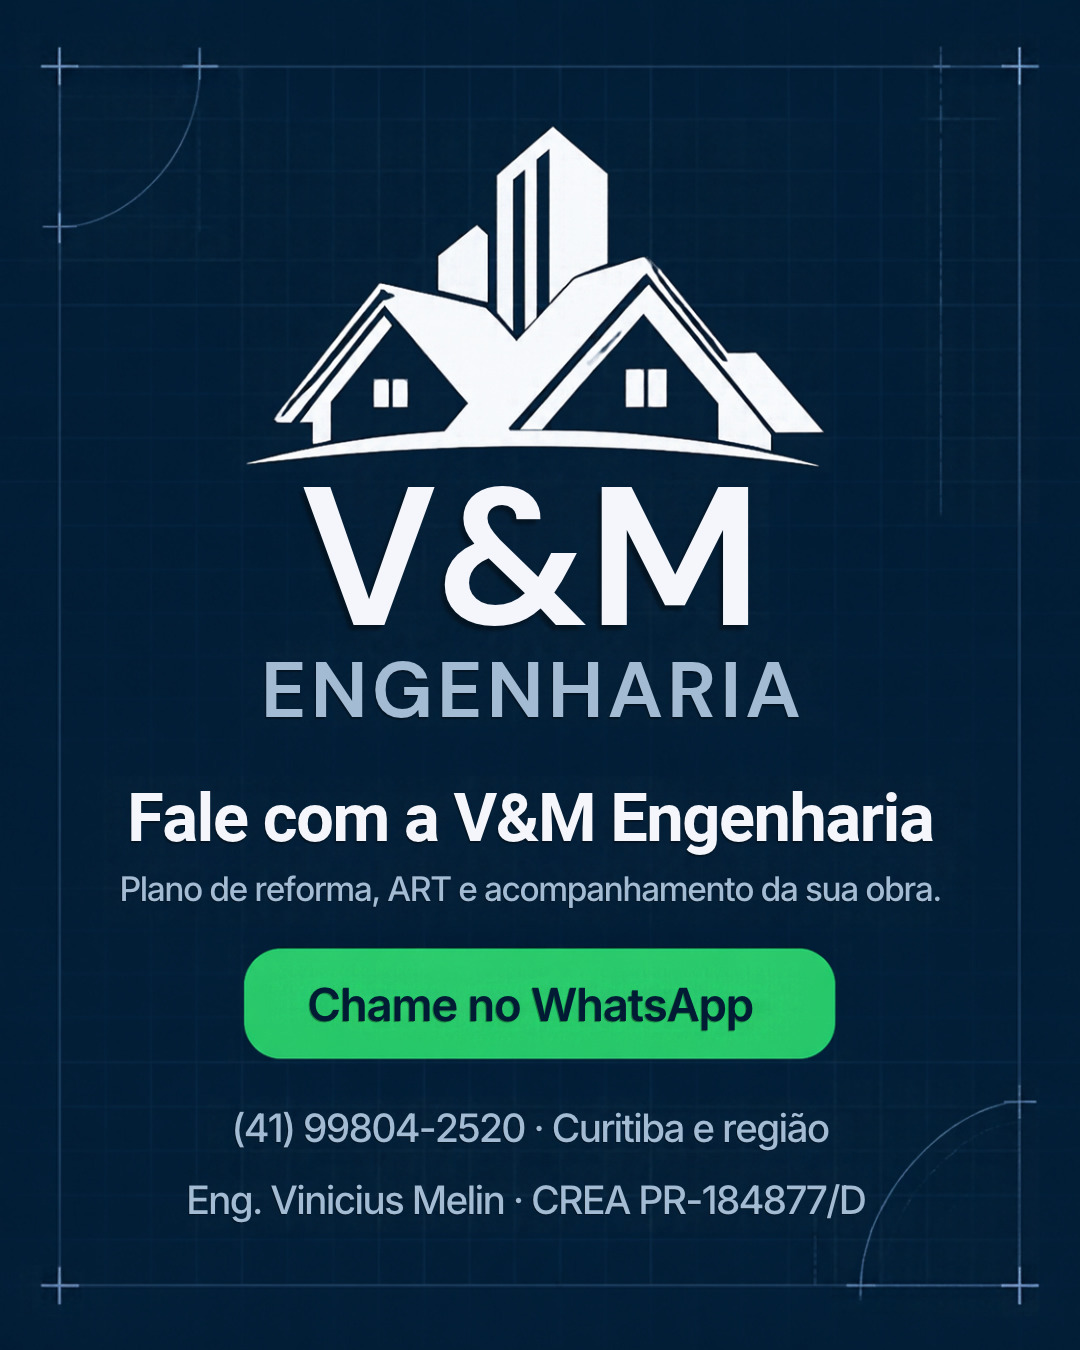 V&M
ENGENHARIA
Fale com a V&M Engenharia
Plano de reforma, ART e acompanhamento da sua obra.
Chame no WhatsApp
(41) 99804-2520 · Curitiba e região
Eng. Vinicius Melin · CREA PR-184877/D